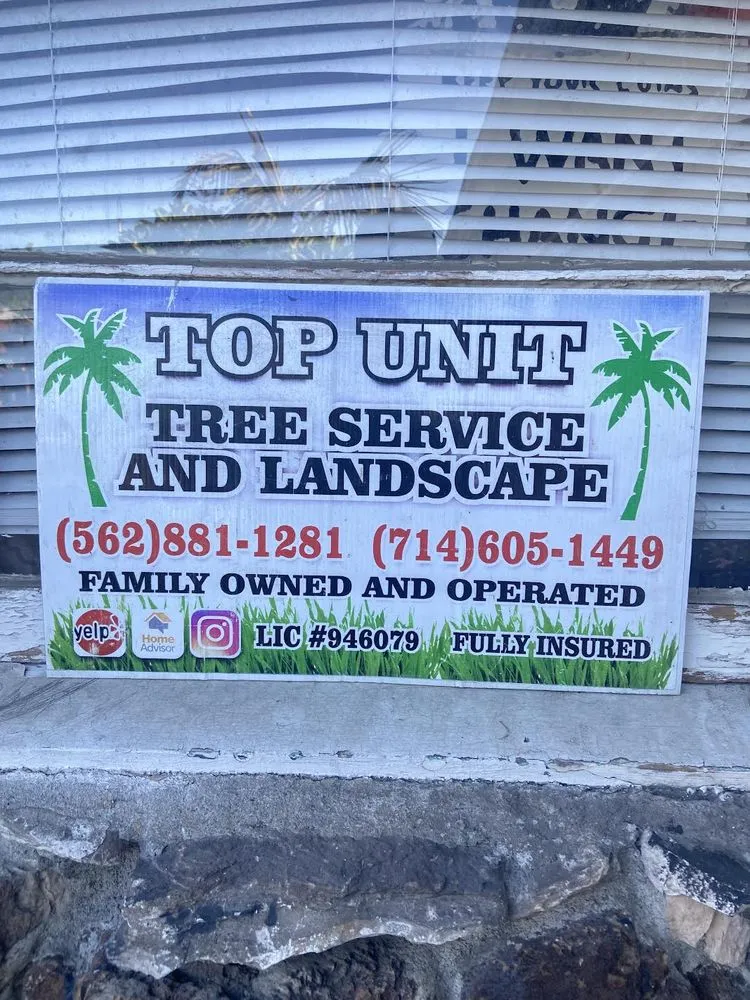 WANT
TOP UNIT
TREE SERVICE
AND LANDSCAPE
(562)881-1281 (714)605-1449
FAMILY OWNED AND OPERATED
yelp Home Advisor LIC #946079 FULLY INSURED